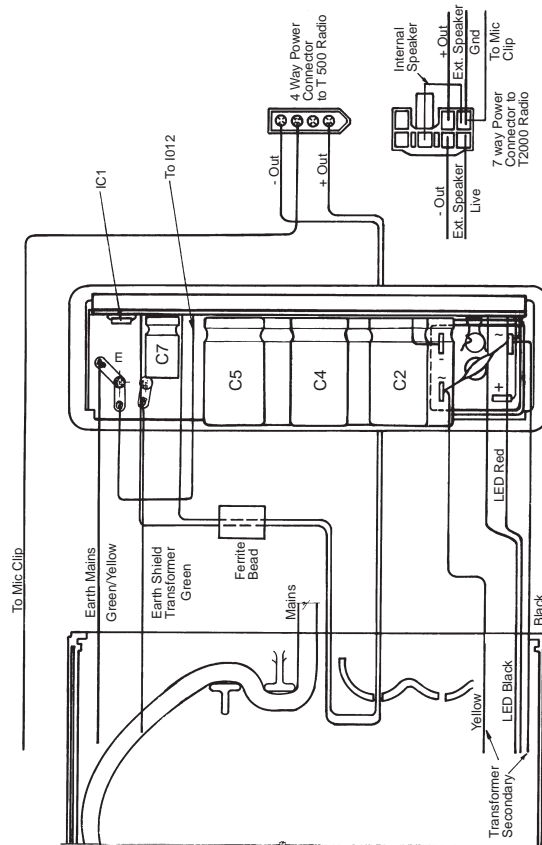 To Mic Clip
Earth Mains
Green/Yellow
Earth Shield
Transformer
Green
Ferrite
Bead
Mains
Yellow
LED Black
Black
Transformer
Secondary
LED Red
E
C7
C5
C4
C2
+
-
~
~
IC1
To I012
- Out
+ Out
4 Way Power
Connector
to T 500 Radio
Internal
Speaker
+ Out
Ext. Speaker
Gnd
To Mic
Clip
- Out
Ext. Speaker
Live
7 way Power
Connector to
T2000 Radio